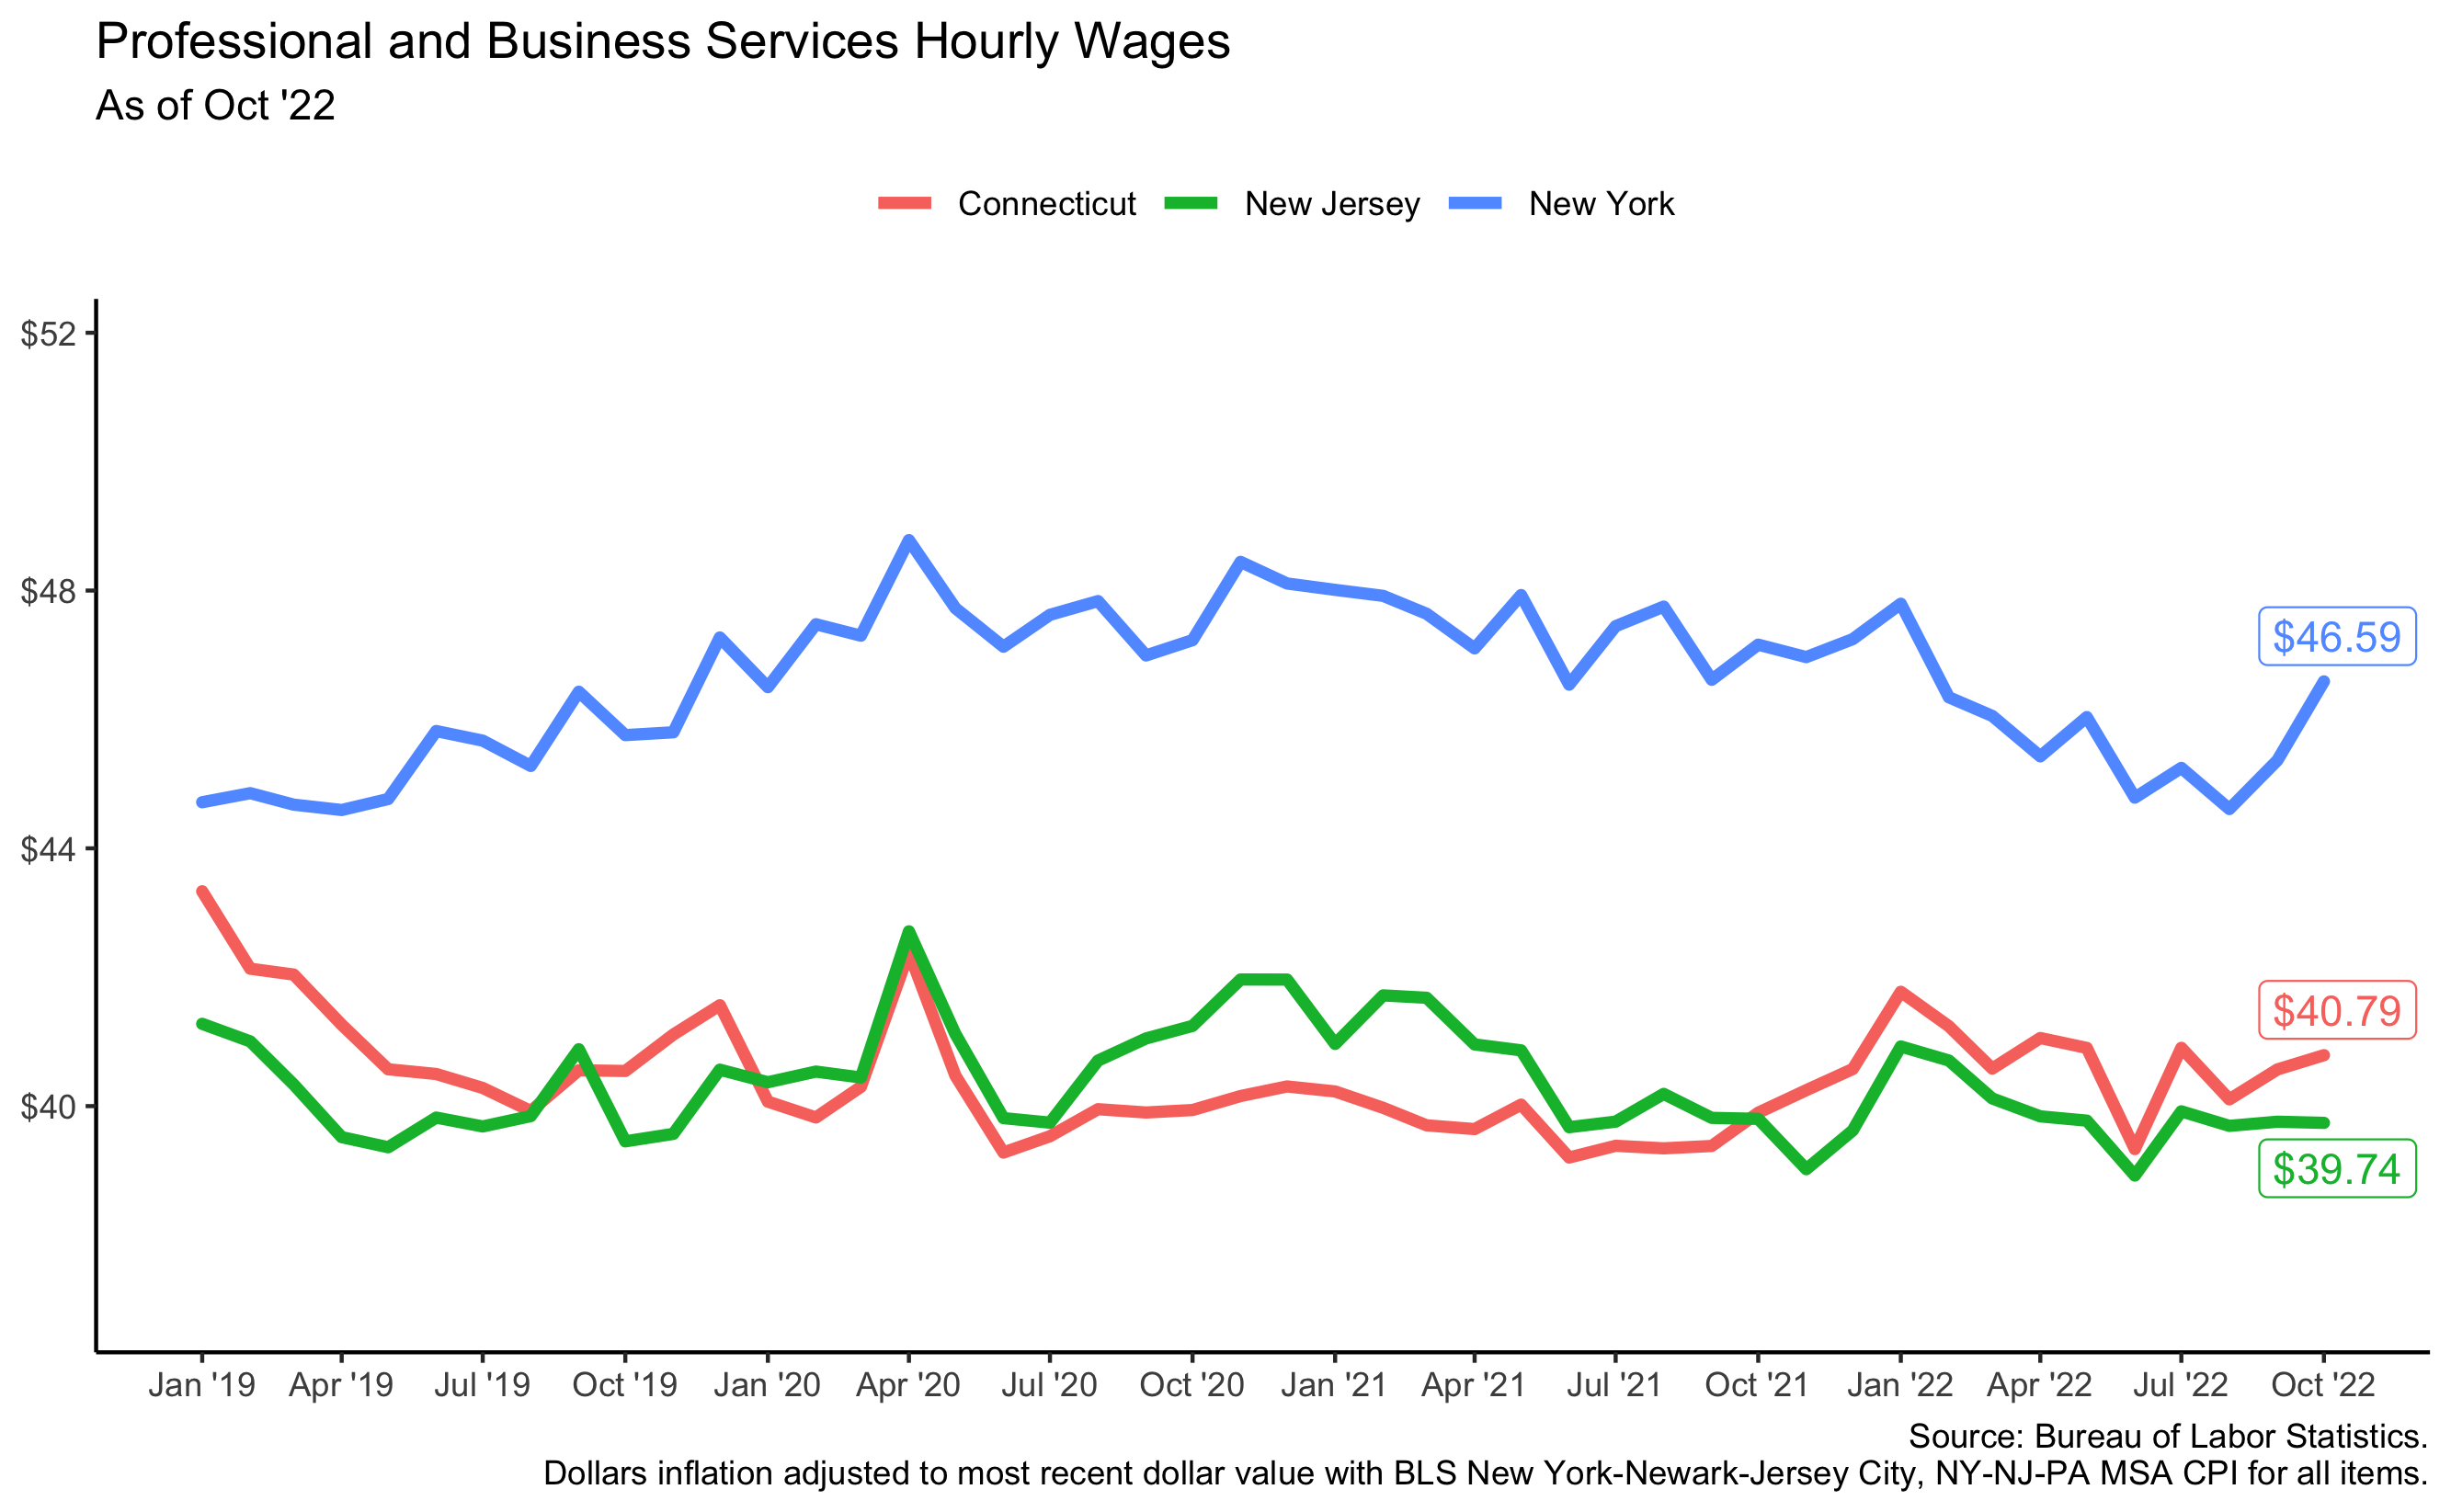 Professional and Business Services Hourly Wages
As of Oct '22
Connecticut New Jersey New York
$52
$48
$46.59
$44
$40.79
$40
$39.74
Jan '19 Apr '19 Jul '19 Oct '19 Jan '20 Apr '20 Jul '20 Oct '20 Jan '21 Apr '21 Jul '21 Oct '21 Jan '22 Apr '22 Jul '22 Oct '22
Source: Bureau of Labor Statistics.
Dollars inflation adjusted to most recent dollar value with BLS New York-Newark-Jersey City, NY-NJ-PA MSA CPI for all items.